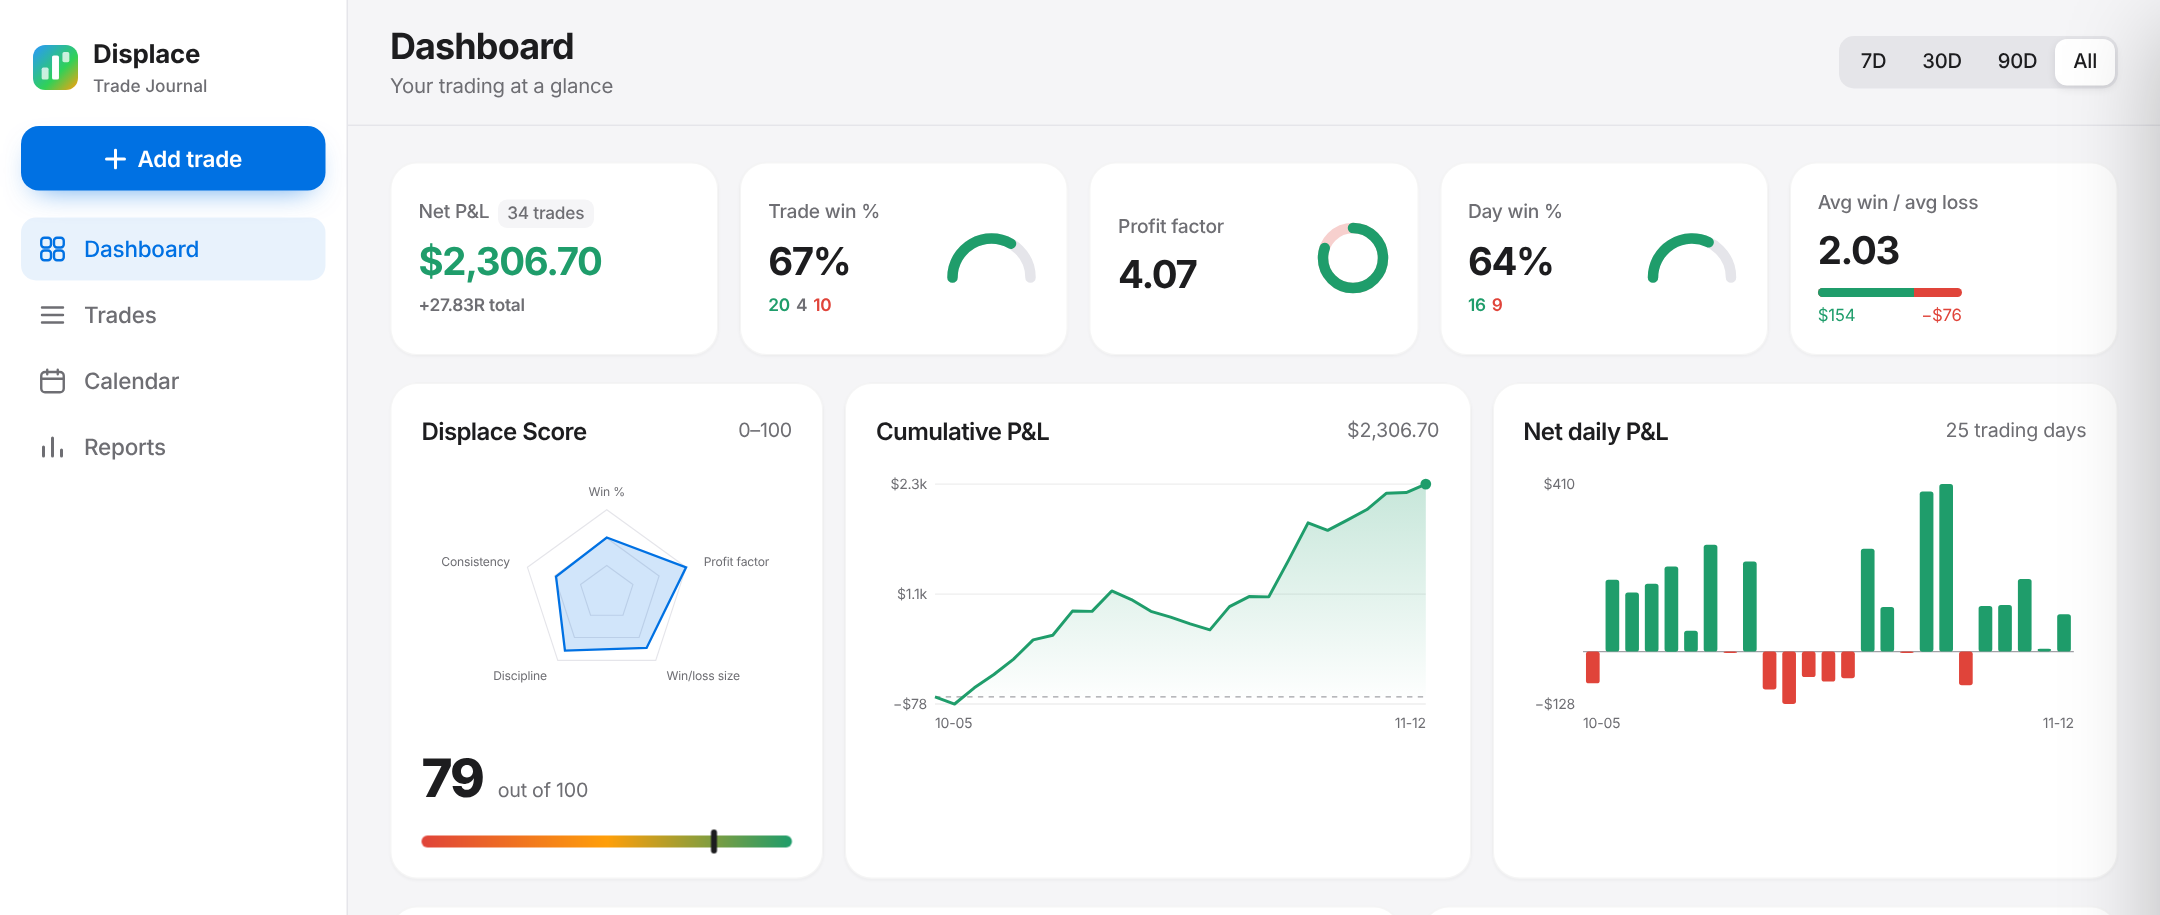 Displace
Trade Journal
Add trade
Dashboard
Trades
Calendar
Reports
Dashboard
Your trading at a glance
7D 30D 90D All
Net P&L 34 trades
$2,306.70
+27.83R total
Trade win %
67%
20 4 10
Profit factor
4.07
Day win %
64%
16 9
Avg win / avg loss
2.03
$154 −$76
Displace Score 0–100
Win %
Consistency Profit factor
Discipline Win/loss size
79 out of 100
Cumulative P&L $2,306.70
$2.3k
$1.1k
−$78
10-05 11-12
Net daily P&L 25 trading days
$410
−$128
10-05 11-12